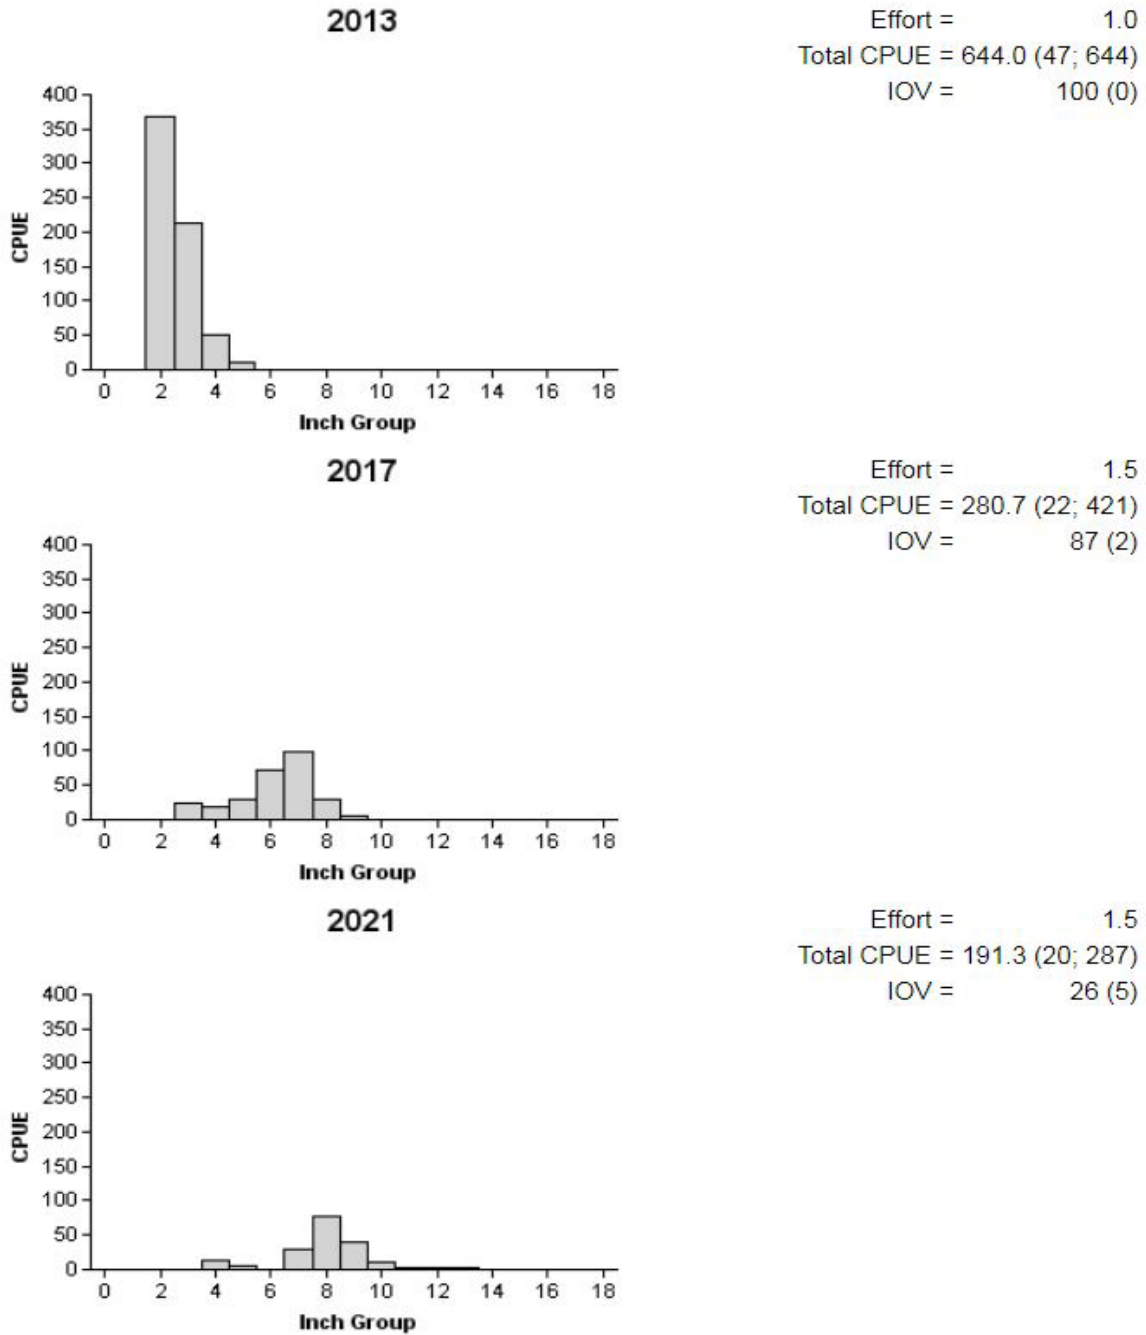 2013
Effort = 1.0
Total CPUE = 644.0 (47; 644)
IOV = 100 (0)
400
350
300
250
200
150
100
50
0
CPUE
0 2 4 6 8 10 12 14 16 18
Inch Group
2017
Effort = 1.5
Total CPUE = 280.7 (22; 421)
IOV = 87 (2)
400
350
300
250
200
150
100
50
0
CPUE
0 2 4 6 8 10 12 14 16 18
Inch Group
2021
Effort = 1.5
Total CPUE = 191.3 (20; 287)
IOV = 26 (5)
400
350
300
250
200
150
100
50
0
CPUE
0 2 4 6 8 10 12 14 16 18
Inch Group